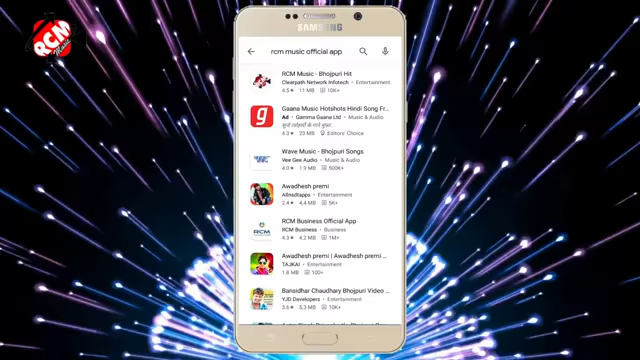 RCM
Music
SAMSUNG
rcm music official app
RCM Music - Bhojpuri Hit
Clearpath Network Infotech • Entertainment
4.5★ 11 MB 10K+
Gaana Music Hotshots Hindi Song Fr...
Ad • Gamma Gaana Ltd • Music & Audio
4.3★ 23 MB Editors' Choice
Wave Music - Bhojpuri Songs
Vee Gee Audio • Music & Audio
4.0★ 1.9 MB 500K+
Awadhesh premi
Allnsdtapps • Entertainment
2.4★ 4.4 MB 5K+
RCM Business Official App
RCM Business • Business
4.3★ 4.2 MB 1M+
Awadhesh premi | Awadhesh premi ...
TAJKAI • Entertainment
1.8 MB 100+
Bansidhar Chaudhary Bhojpuri Video ...
YJD Davelopers • Entertainment
3.6★ 5.3 MB 10K+